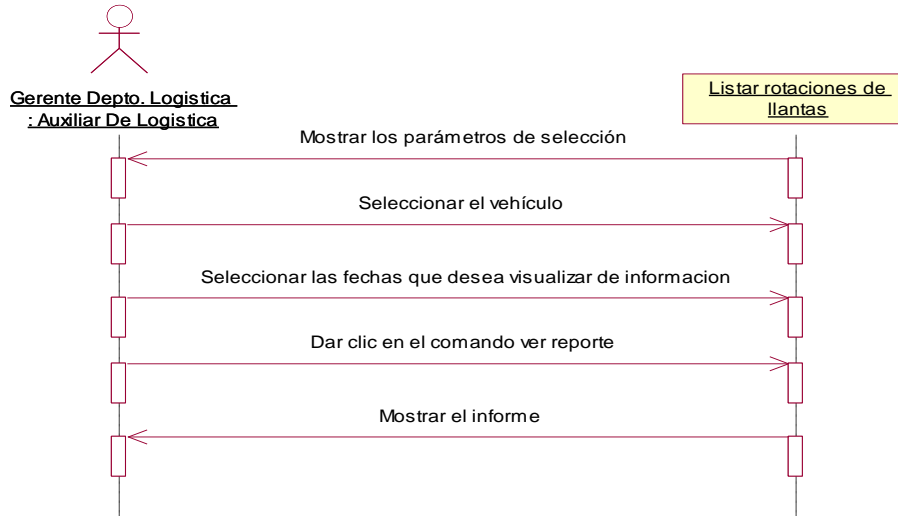 Gerente Depto. Logistica
: Auxiliar De Logistica
Listar rotaciones de
llantas
Mostrar los parámetros de selección
Seleccionar el vehículo
Seleccionar las fechas que desea visualizar de informacion
Dar clic en el comando ver reporte
Mostrar el informe